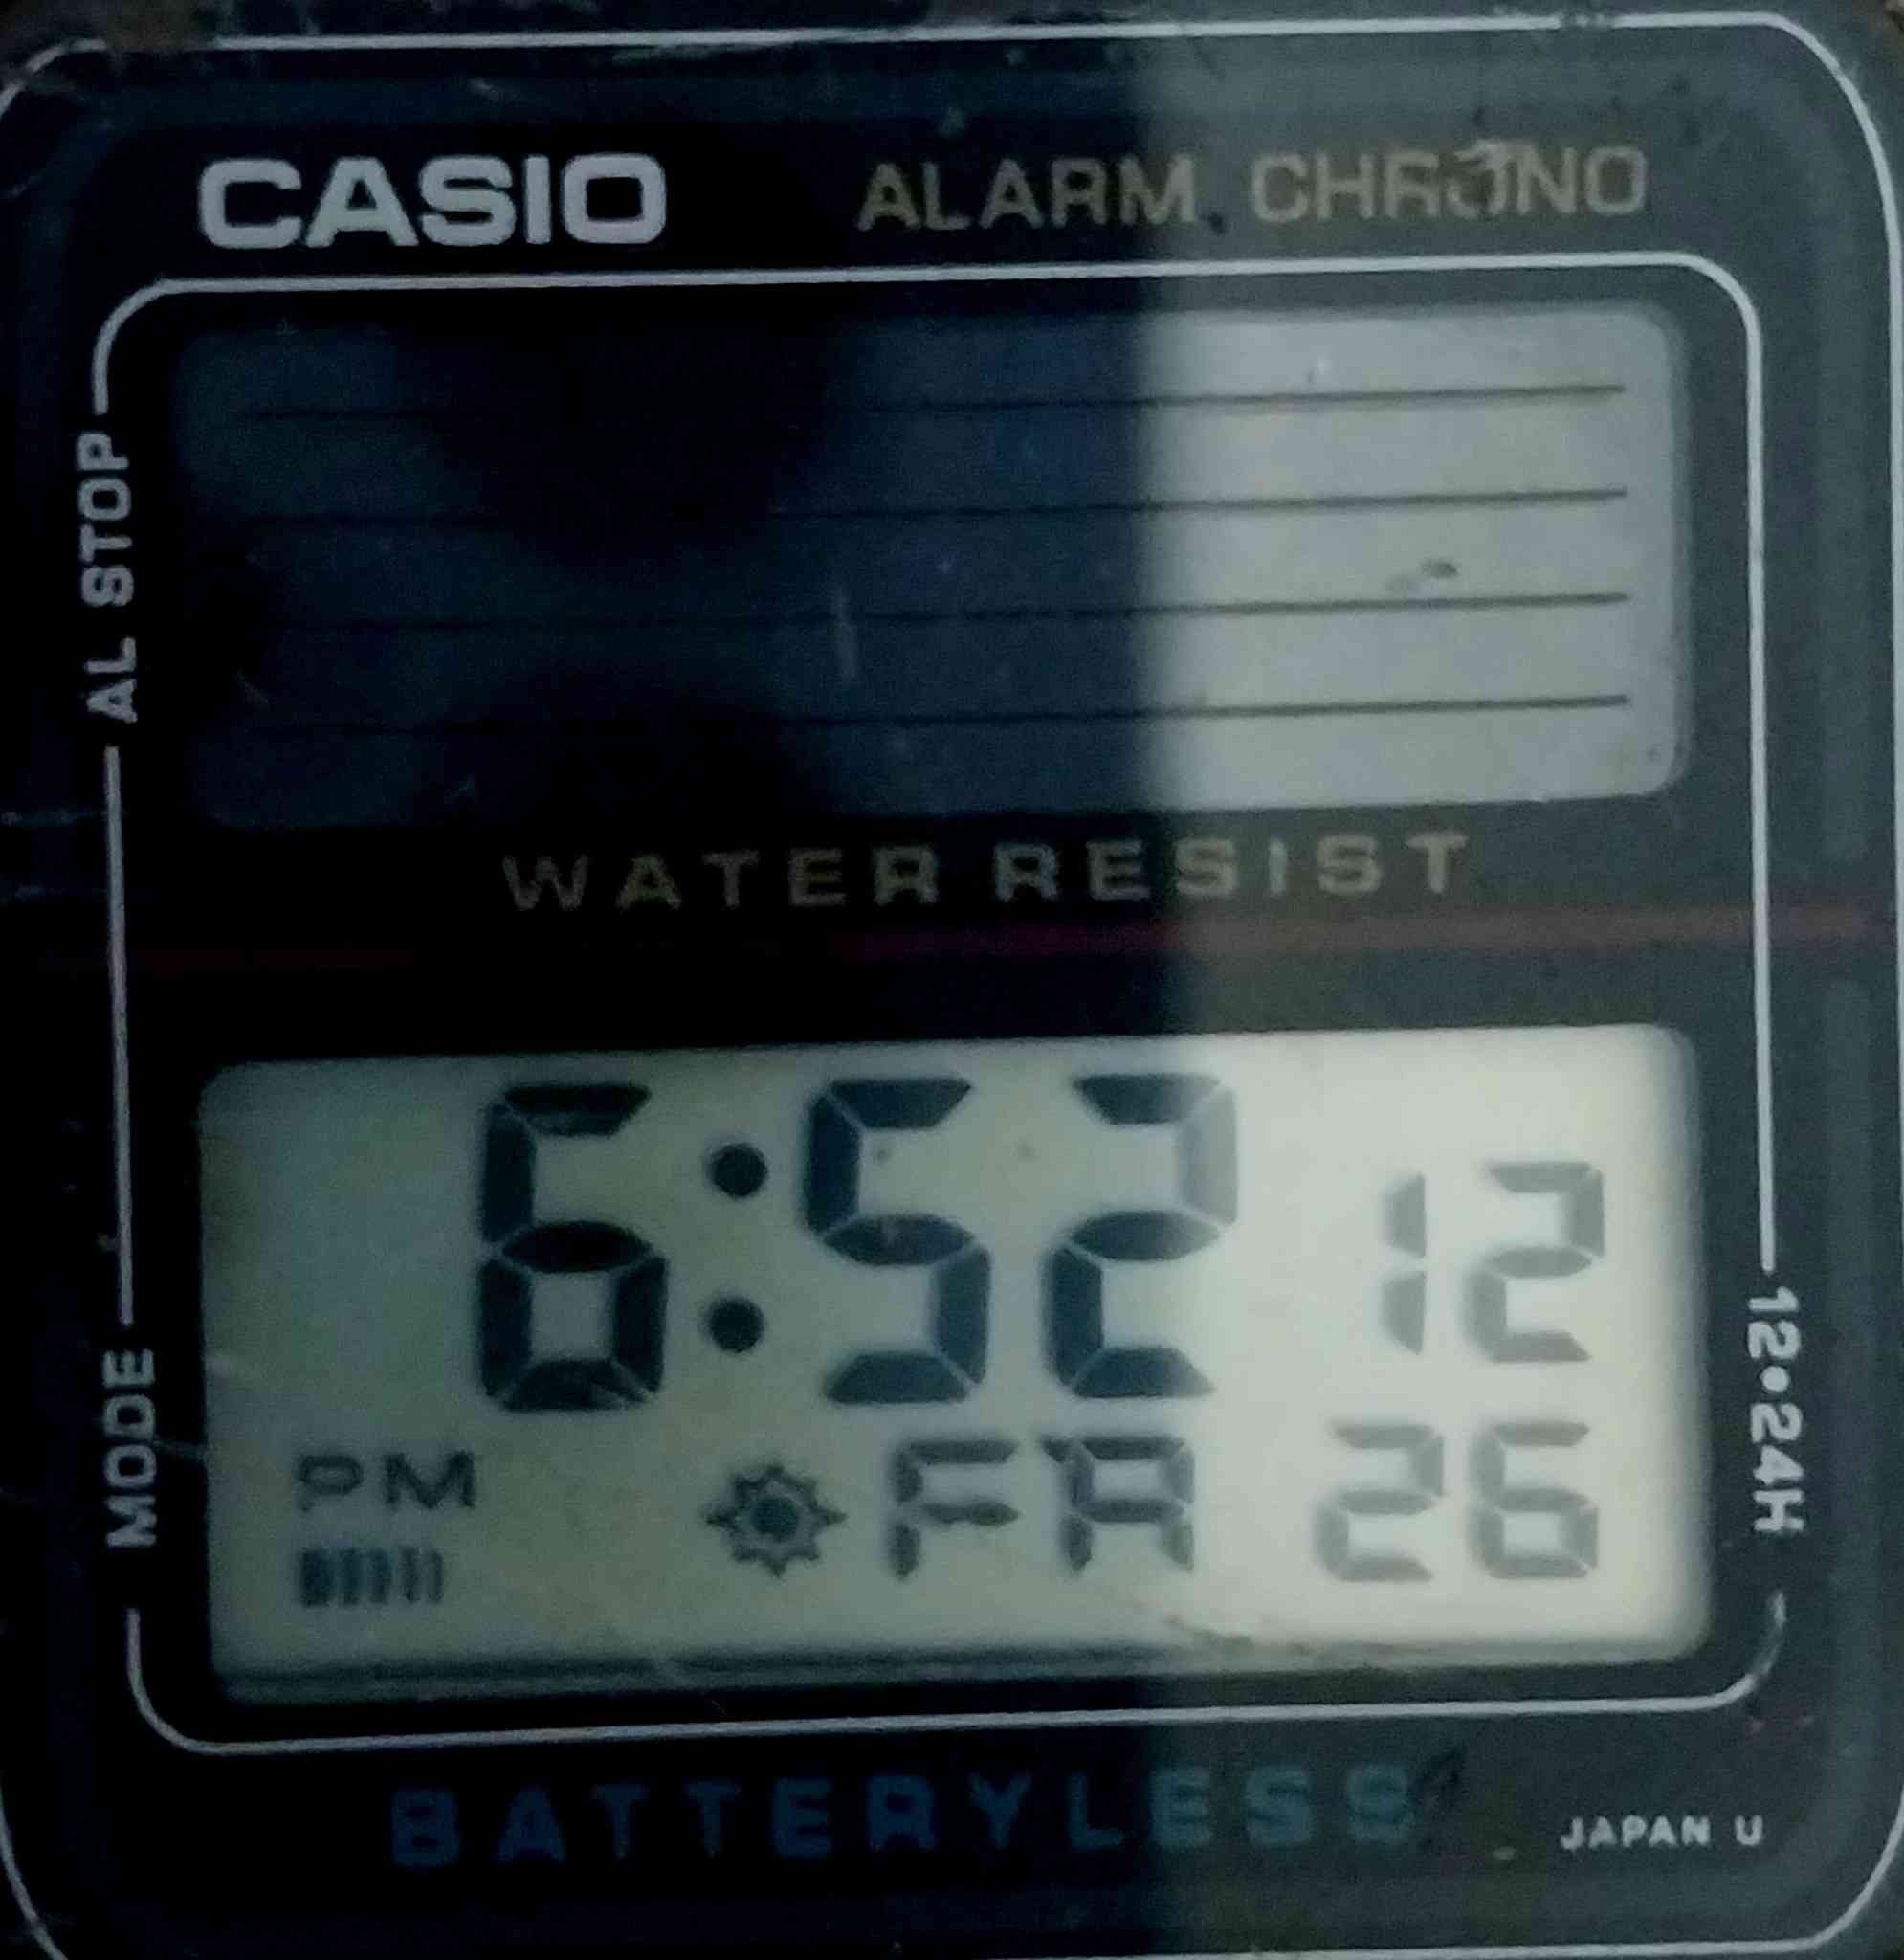 CASIO ALARM CHRONO
AL STOP
WATER RESIST
6:52 12
PM FR 26
MODE
12•24H
BATTERYLESS
JAPAN U